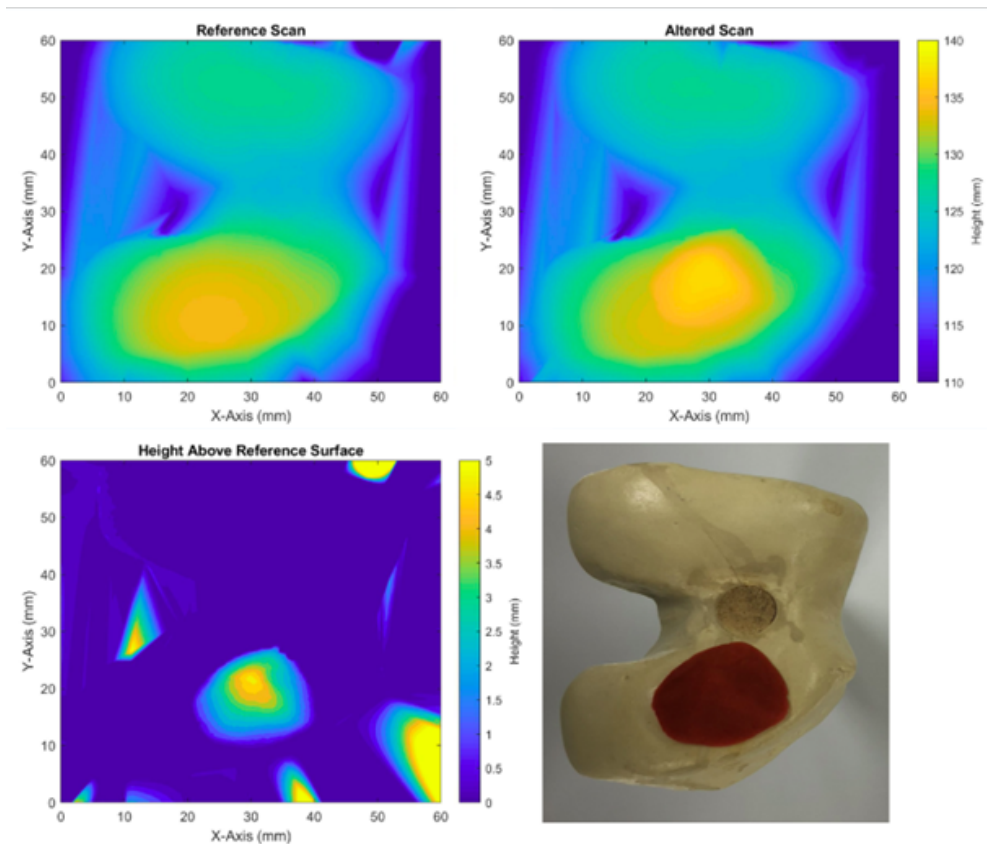 Reference Scan
60
50
40
30
20
10
0
Y-Axis (mm)
0 10 20 30 40 50 60
X-Axis (mm)
Altered Scan
60
50
40
30
20
10
0
Y-Axis (mm)
0 10 20 30 40 50 60
X-Axis (mm)
140
135
130
125
120
115
110
Height (mm)
Height Above Reference Surface
60
50
40
30
20
10
0
Y-Axis (mm)
0 10 20 30 40 50 60
X-Axis (mm)
5
4.5
4
3.5
3
2.5
2
1.5
1
0.5
0
Height (mm)